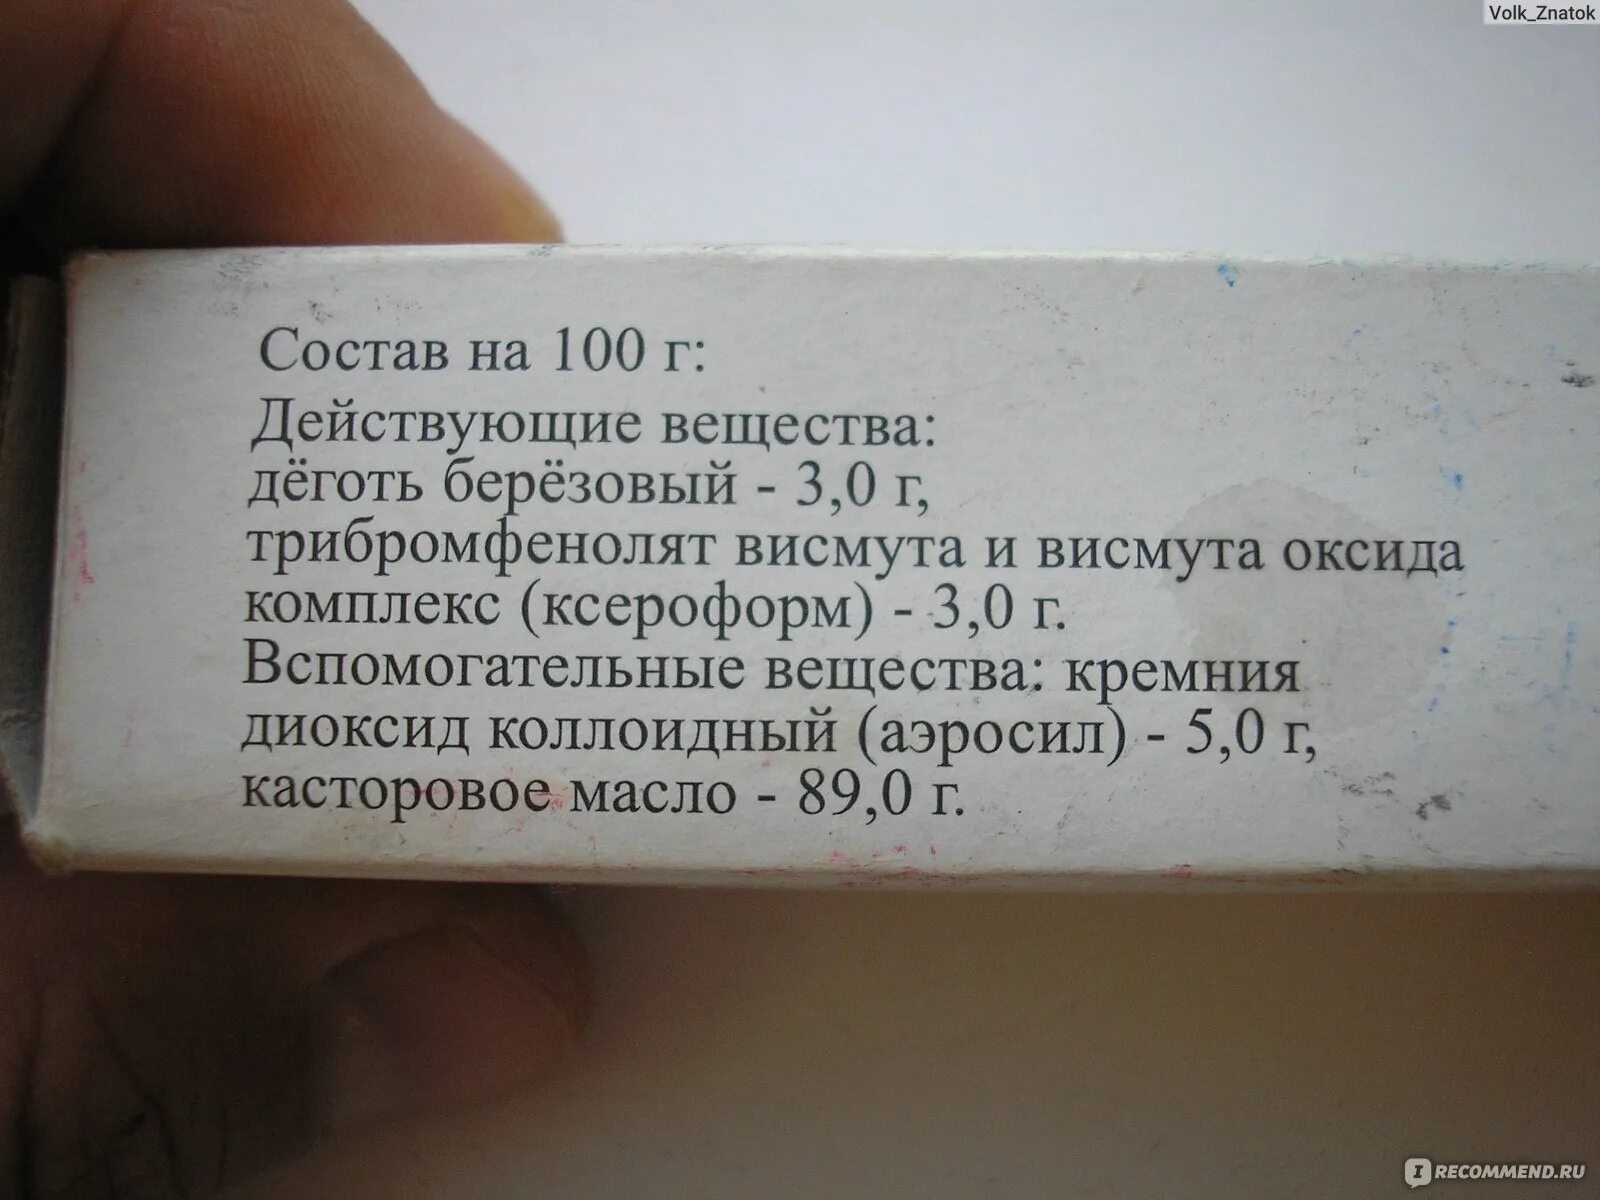 Volk_Znatok
Состав на 100 г:
Действующие вещества:
дёготь берёзовый - 3,0 г,
трибромфенолят висмута и висмута оксида
комплекс (ксероформ) - 3,0 г.
Вспомогательные вещества: кремния
диоксид коллоидный (аэросил) - 5,0 г,
касторовое масло - 89,0 г.
IRECOMMEND.RU